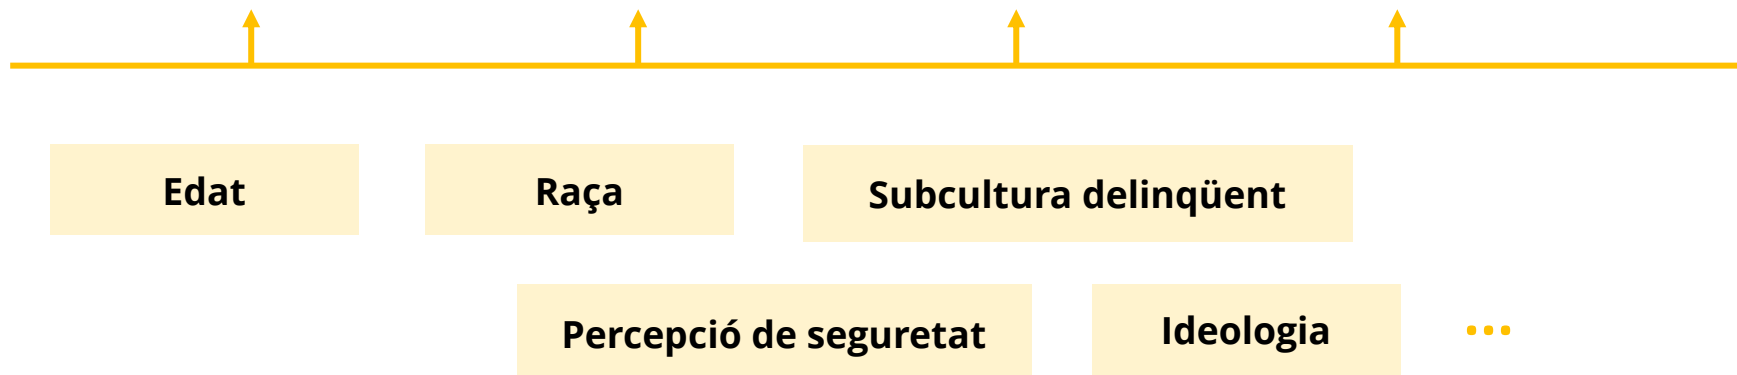 Edat
Raça
Subcultura delinqüent
Percepció de seguretat
Ideologia
...